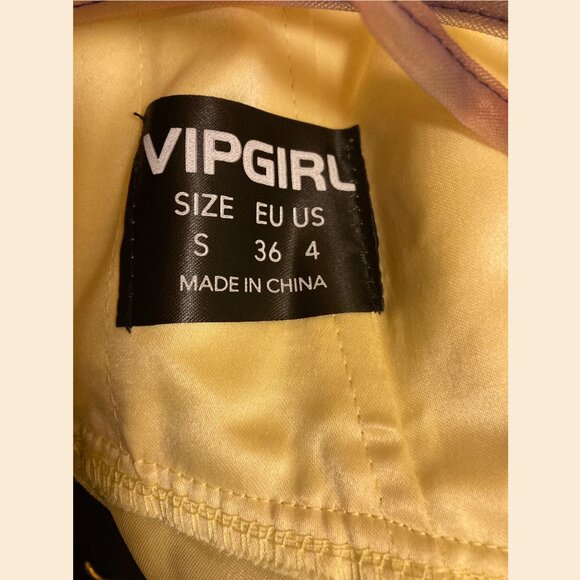 VIPGIRL
SIZE EU US
S 36 4
MADE IN CHINA